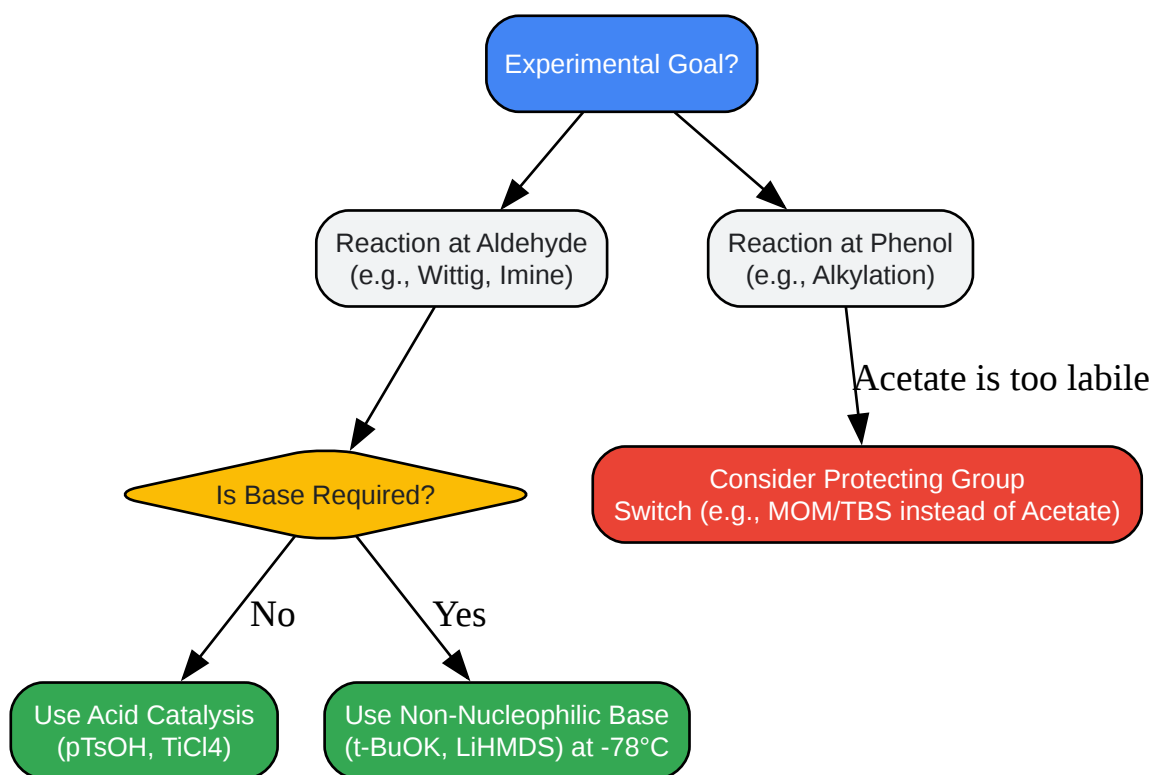 Experimental Goal?
Reaction at Aldehyde
(e.g., Wittig, Imine)
Reaction at Phenol
(e.g., Alkylation)
Acetate is too labile
Is Base Required?
Consider Protecting Group
Switch (e.g., MOM/TBS instead of Acetate)
No
Yes
Use Acid Catalysis
(pTsOH, TiCl4)
Use Non-Nucleophilic Base
(t-BuOK, LiHMDS) at -78°C